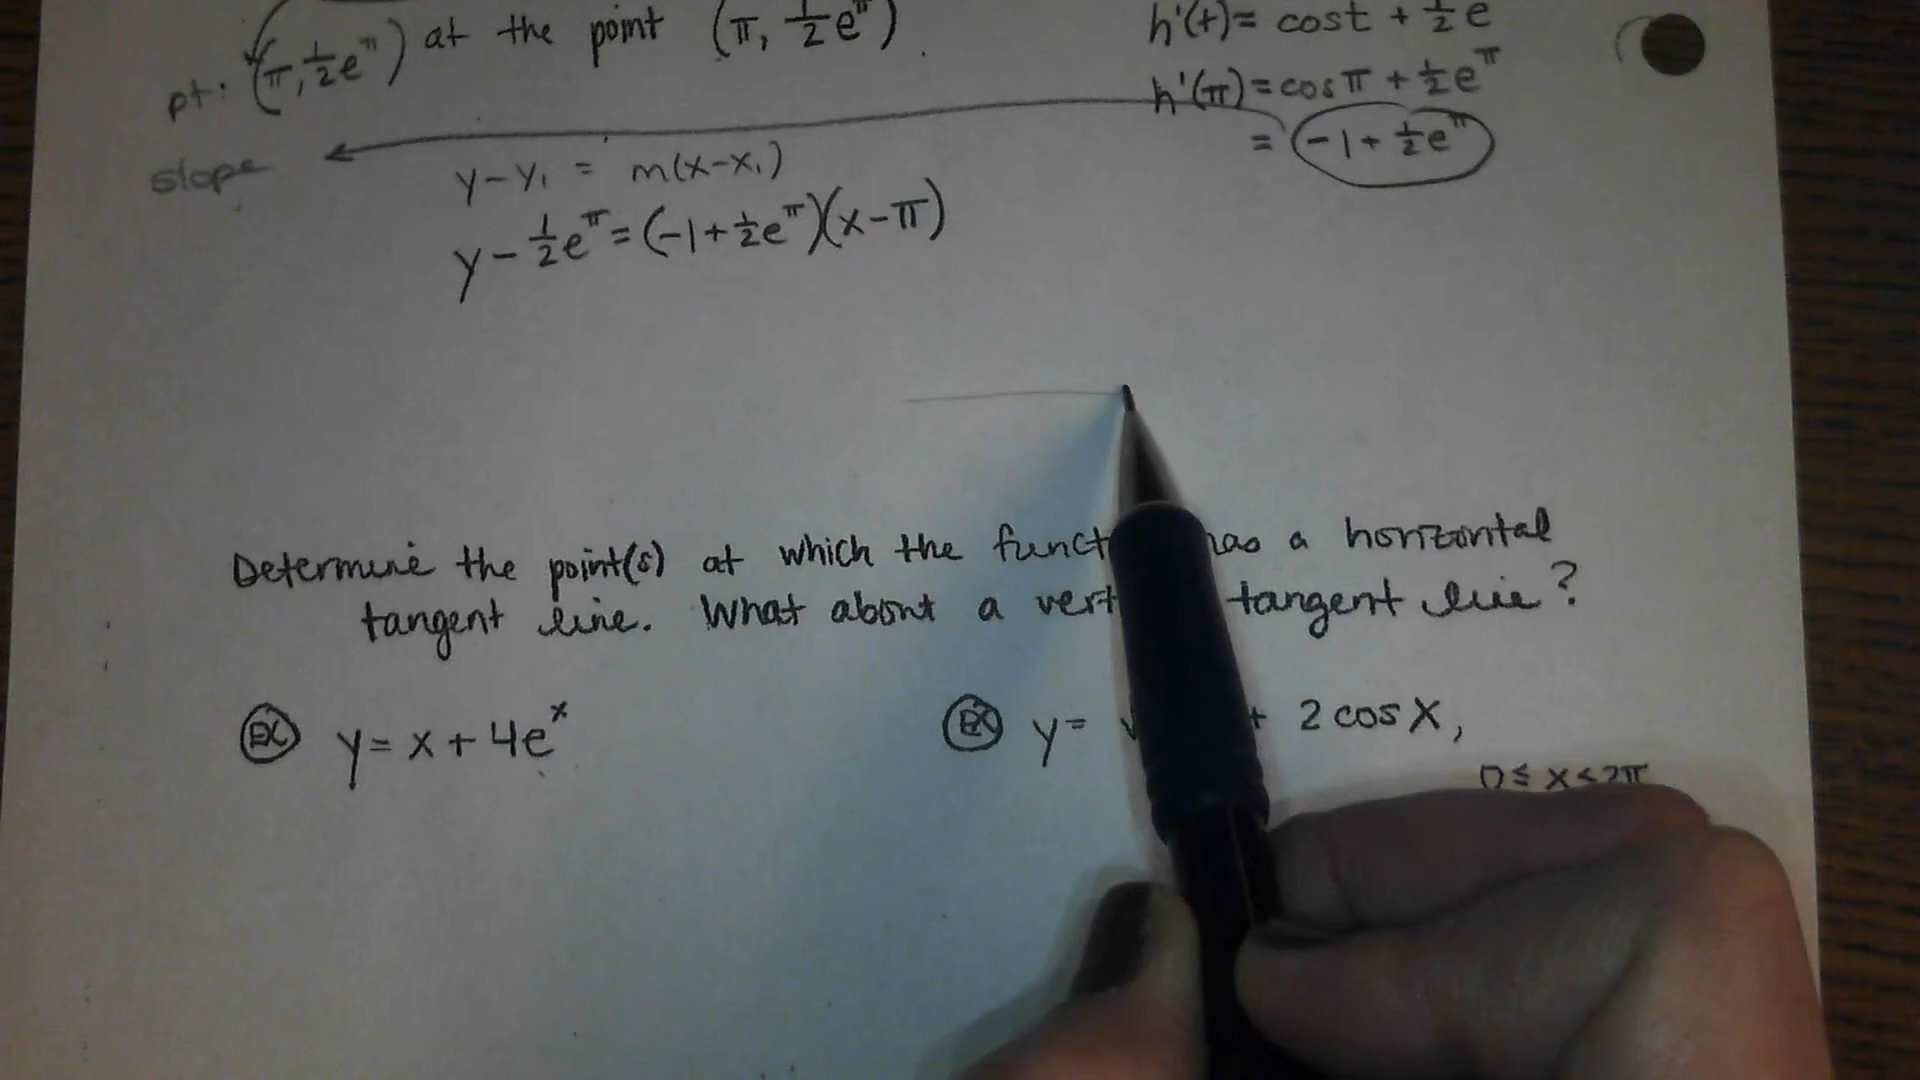 at the point (π, ½e^π).
pt: (π, ½e^π)
h'(t) = cost + ½e
h'(π) = cosπ + ½e^π
= -1 + ½e^π
slope
y - y₁ = m(x - x₁)
y - ½e^π = (-1 + ½e^π)(x - π)
Determine the point(s) at which the funct has a horizontal
tangent line. What about a vert tangent line?
EX y = x + 4e^x
EX y = + 2 cos x,
0 ≤ x < 2π